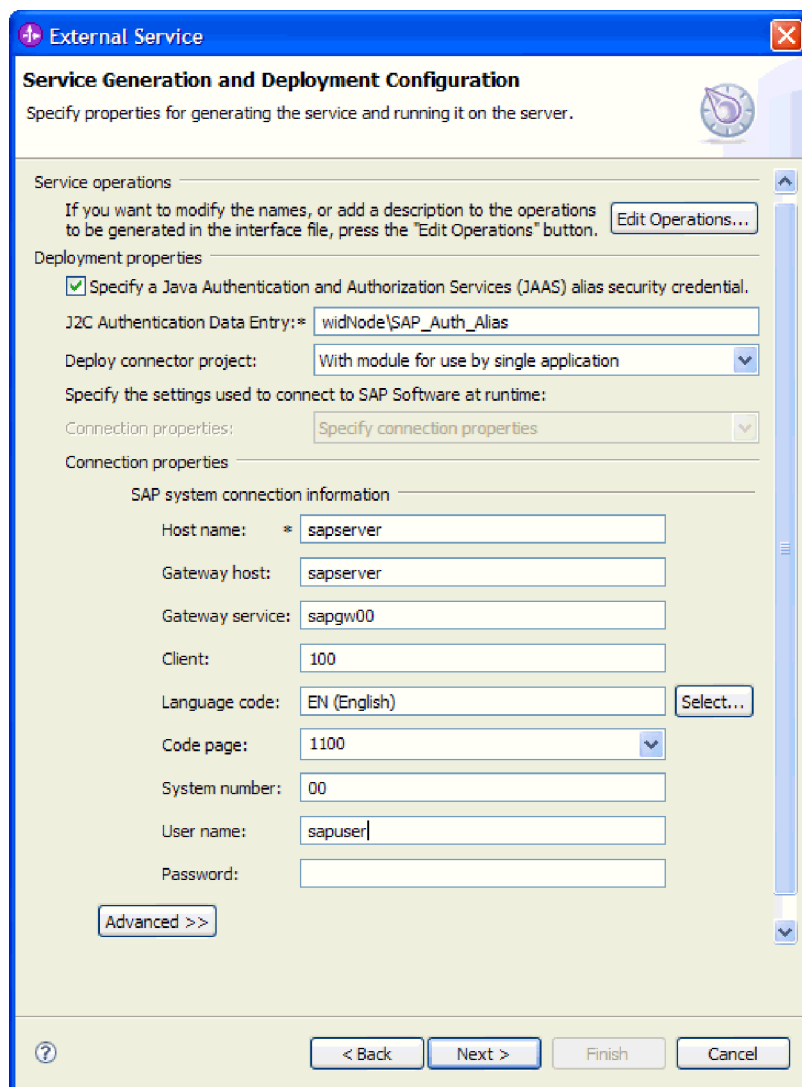 External Service
Service Generation and Deployment Configuration
Specify properties for generating the service and running it on the server.
Service operations
If you want to modify the names, or add a description to the operations
to be generated in the interface file, press the "Edit Operations" button.
Edit Operations...
Deployment properties
Specify a Java Authentication and Authorization Services (JAAS) alias security credential.
J2C Authentication Data Entry:* widNode\SAP_Auth_Alias
Deploy connector project: With module for use by single application
Specify the settings used to connect to SAP Software at runtime:
Connection properties: Specify connection properties
Connection properties
SAP system connection information
Host name: * sapserver
Gateway host: sapserver
Gateway service: sapgw00
Client: 100
Language code: EN (English) Select...
Code page: 1100
System number: 00
User name: sapuser
Password:
Advanced >>
? < Back Next > Finish Cancel